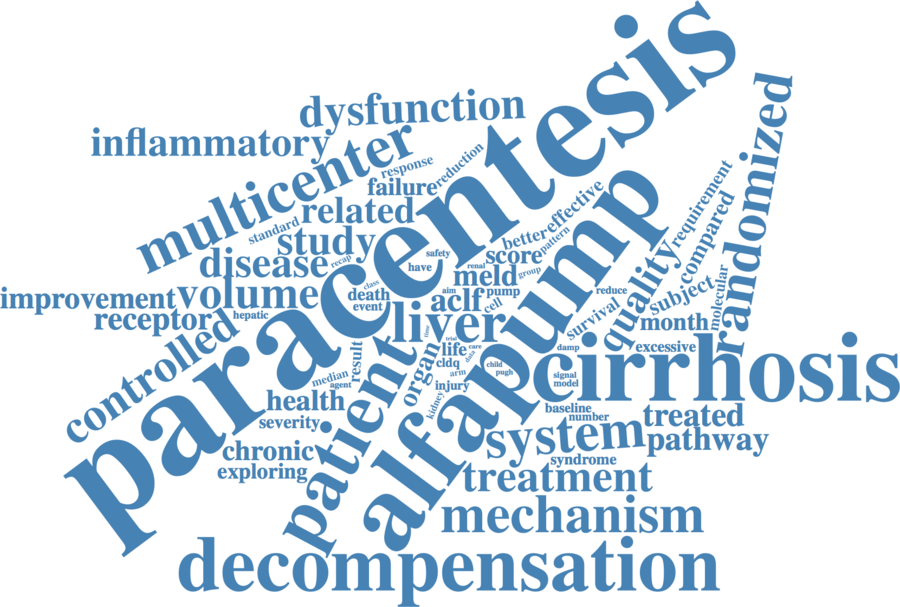 paracentesis
dysfunction
inflammatory
multicenter
response
reduction
failure
related
standard
study
disease
recap
improvement
volume
receptor
hepatic
controlled
class
death
event
have
safety
renal
group
meld
score
better
effective
pattern
aclf
pump
aim
cell
liver
time
alfapump
reduce
survival
quality
requirement
compared
subject
month
molecular
randomized
excessive
cirrhosis
damp
signal
model
trial
life
care
data
cldq
arm
child
pugh
injury
kidney
organ
patient
result
median
agent
health
severity
chronic
exploring
baseline
number
treated
system
pathway
syndrome
treatment
mechanism
decompensation